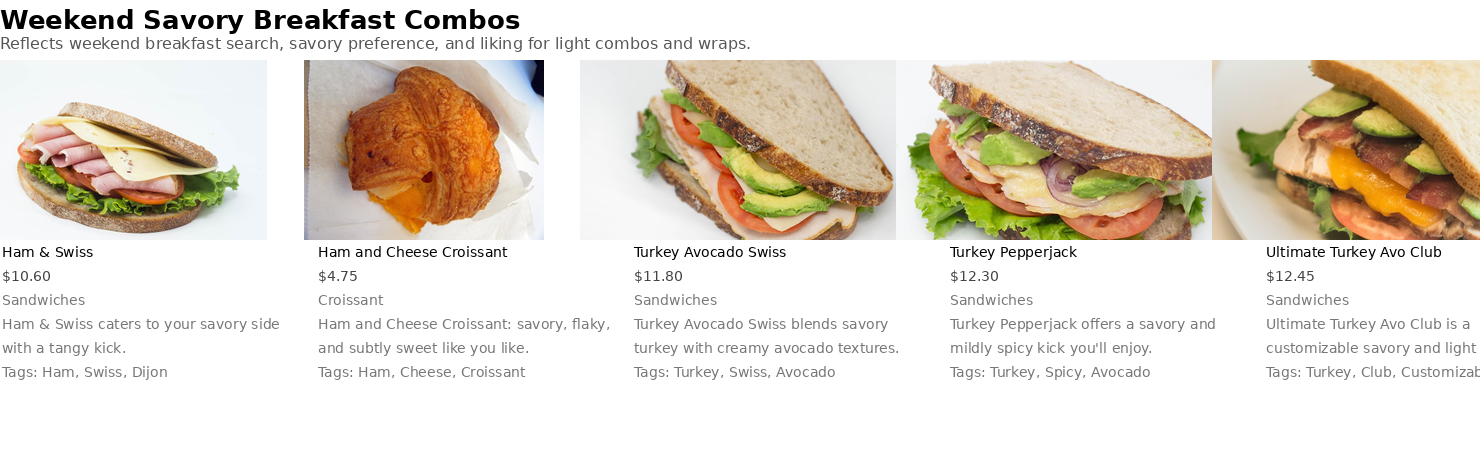 Weekend Savory Breakfast Combos
Reflects weekend breakfast search, savory preference, and liking for light combos and wraps.
Ham & Swiss
$10.60
Sandwiches
Ham & Swiss caters to your savory side
with a tangy kick.
Tags: Ham, Swiss, Dijon
Ham and Cheese Croissant
$4.75
Croissant
Ham and Cheese Croissant: savory, flaky,
and subtly sweet like you like.
Tags: Ham, Cheese, Croissant
Turkey Avocado Swiss
$11.80
Sandwiches
Turkey Avocado Swiss blends savory
turkey with creamy avocado textures.
Tags: Turkey, Swiss, Avocado
Turkey Pepperjack
$12.30
Sandwiches
Turkey Pepperjack offers a savory and
mildly spicy kick you'll enjoy.
Tags: Turkey, Spicy, Avocado
Ultimate Turkey Avo Club
$12.45
Sandwiches
Ultimate Turkey Avo Club is a
customizable savory and light
Tags: Turkey, Club, Customizab